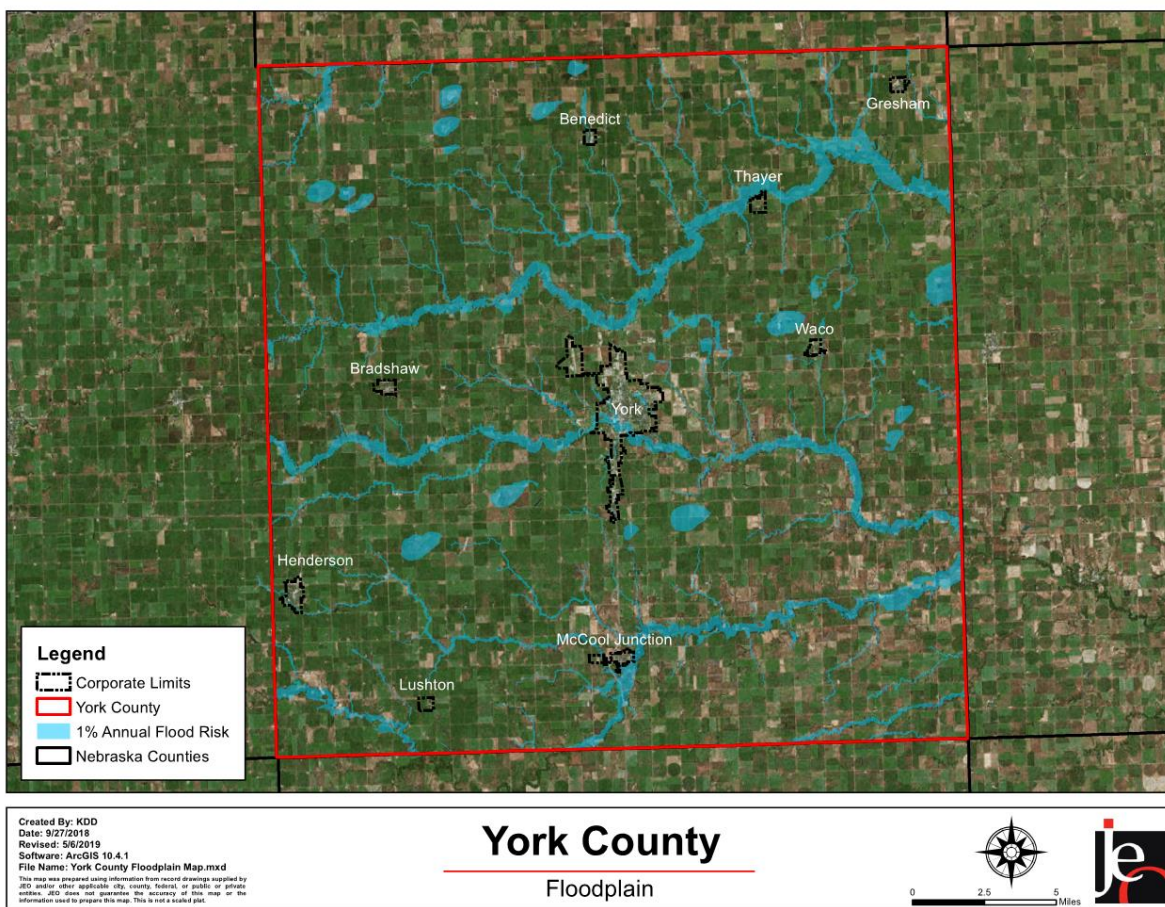 Gresham
Benedict
Thayer
Waco
Bradshaw
York
Henderson
McCool Junction
Lushton
Legend
Corporate Limits
York County
1% Annual Flood Risk
Nebraska Counties
Created By: KDD
Date: 9/27/2018
Revised: 5/6/2019
Software: ArcGIS 10.4.1
File Name: York County Floodplain Map.mxd
This map was prepared using information from record drawings supplied by
JEO and/or other applicable city, county, federal, or public or private
entities. JEO does not guarantee the accuracy of this map or the
information used to prepare this map. This is not a scaled plat.
York County
Floodplain
0 2.5 5
Miles
jeo